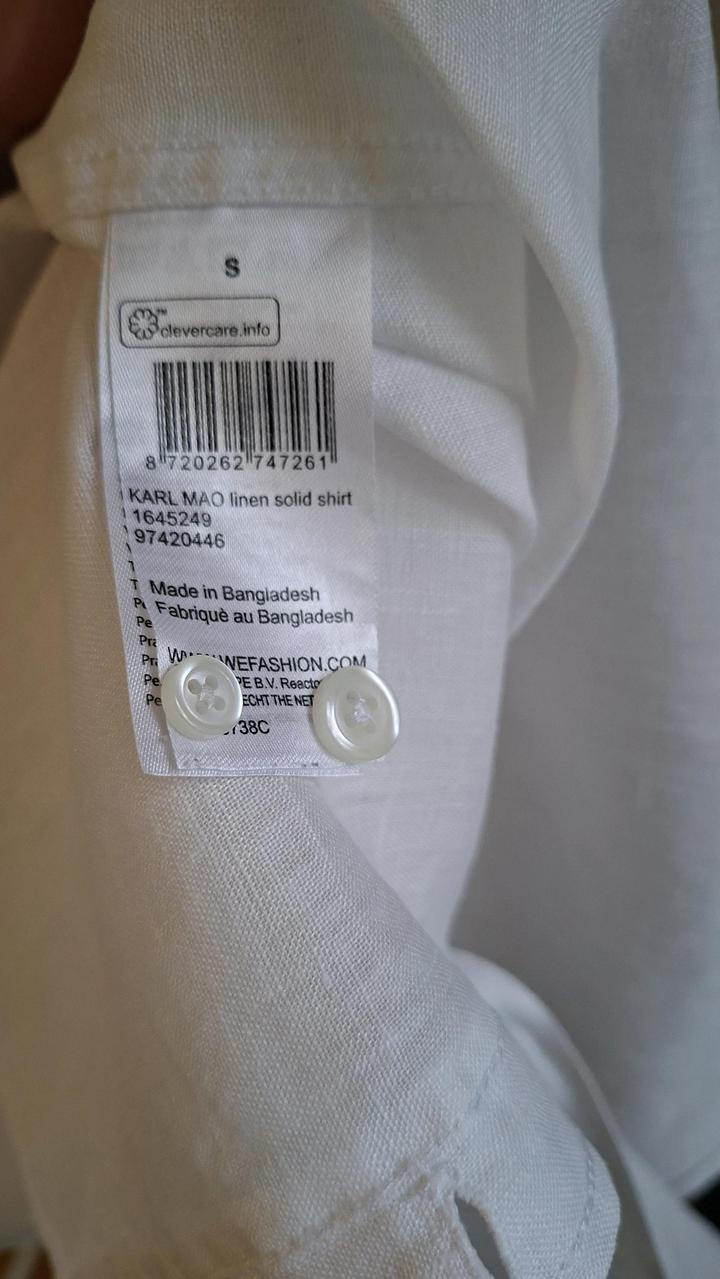 S
clevercare.info
8 720262 747261
KARL MAO linen solid shirt
1645249
97420446
Made in Bangladesh
Fabriquè au Bangladesh
WEFASHION.COM
B.V.
THE